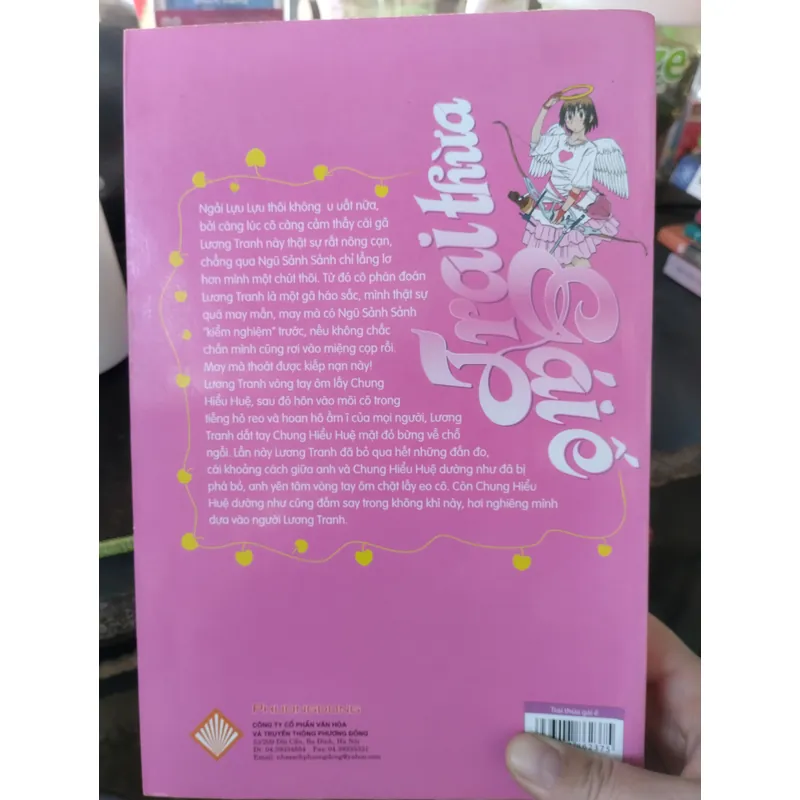 Trai thừa
Gái ế
Ngải Lựu Lựu thôi không u uất nữa,
bởi càng lúc cô càng cảm thấy cái gã
Lương Tranh này thật sự rất nông cạn,
chẳng qua Ngũ Sảnh Sảnh chỉ lẳng lơ
hơn mình một chút thôi. Từ đó cô phán đoán
Lương Tranh là một gã háo sắc, mình thật sự
quá may mắn, may mà có Ngũ Sảnh Sảnh
"kiểm nghiệm" trước, nếu không chắc
chắn mình cũng rơi vào miệng cọp rồi.
May mà thoát được kiếp nạn này!
Lương Tranh vòng tay ôm lấy Chung
Hiểu Huệ, sau đó hôn vào môi cô trong
tiếng hò reo và hoan hô ầm ĩ của mọi người, Lương
Tranh dắt tay Chung Hiểu Huệ mặt đỏ bừng về chỗ
ngồi. Lần này Lương Tranh đã bỏ qua hết những đắn đo,
cái khoảng cách giữa anh và Chung Hiểu Huệ dường như đã bị
phá bỏ, anh yên tâm vòng tay ôm chặt lấy eo cô. Còn Chung Hiểu
Huệ dường như cũng đắm say trong không khí này, hơi nghiêng mình
dựa vào người Lương Tranh.
PHUONGDONG
CÔNG TY CỔ PHẦN VĂN HÓA
VÀ TRUYỀN THÔNG PHƯƠNG ĐÔNG
Đội Cấn, Ba Đình, Hà Nội
Trai thừa gái ế